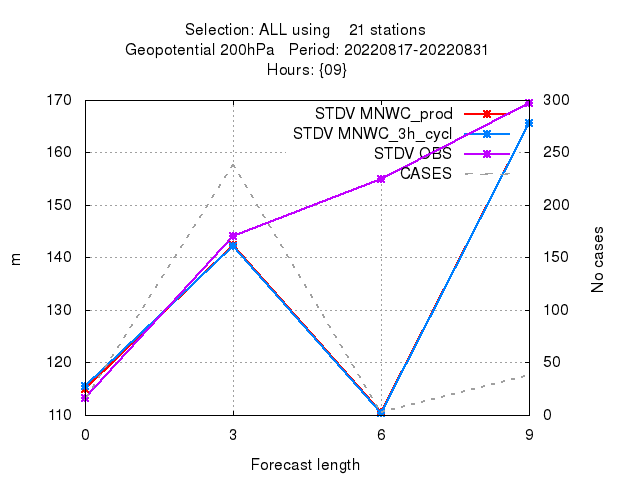 Selection: ALL using    21 stations
Geopotential 200hPa   Period: 20220817-20220831
Hours: {09}
170
160
150
140
130
120
110
300
250
200
150
100
50
0
STDV MNWC_prod
STDV MNWC_3h_cycl
STDV OBS
CASES
m
No cases
0 3 6 9
Forecast length